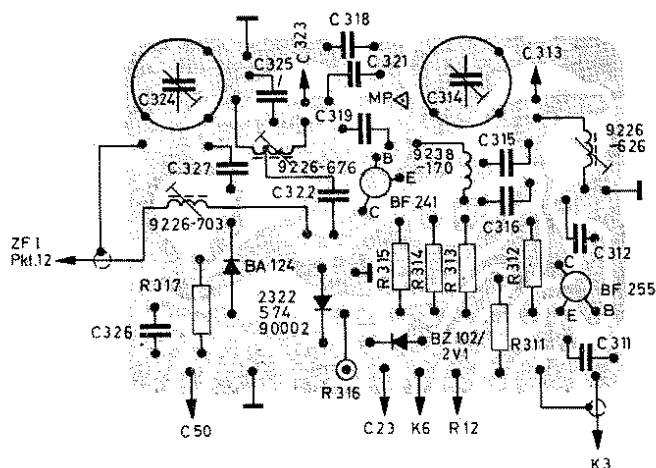 C318
C323
C325
C321
C313
C324
MP
C314
C319
9226
-626
C315
B
9238
-170
C327
9226-676
E
C322
BF 241
C
C316
9226-703
C312
ZF I
Pkt.12
BA 124
R315
R314
R313
R312
C
R317
2322
574
90002
BF 255
E
B
C326
BZ 102/
2V1
R311
C311
R316
C50
C23
K6
R12
K3